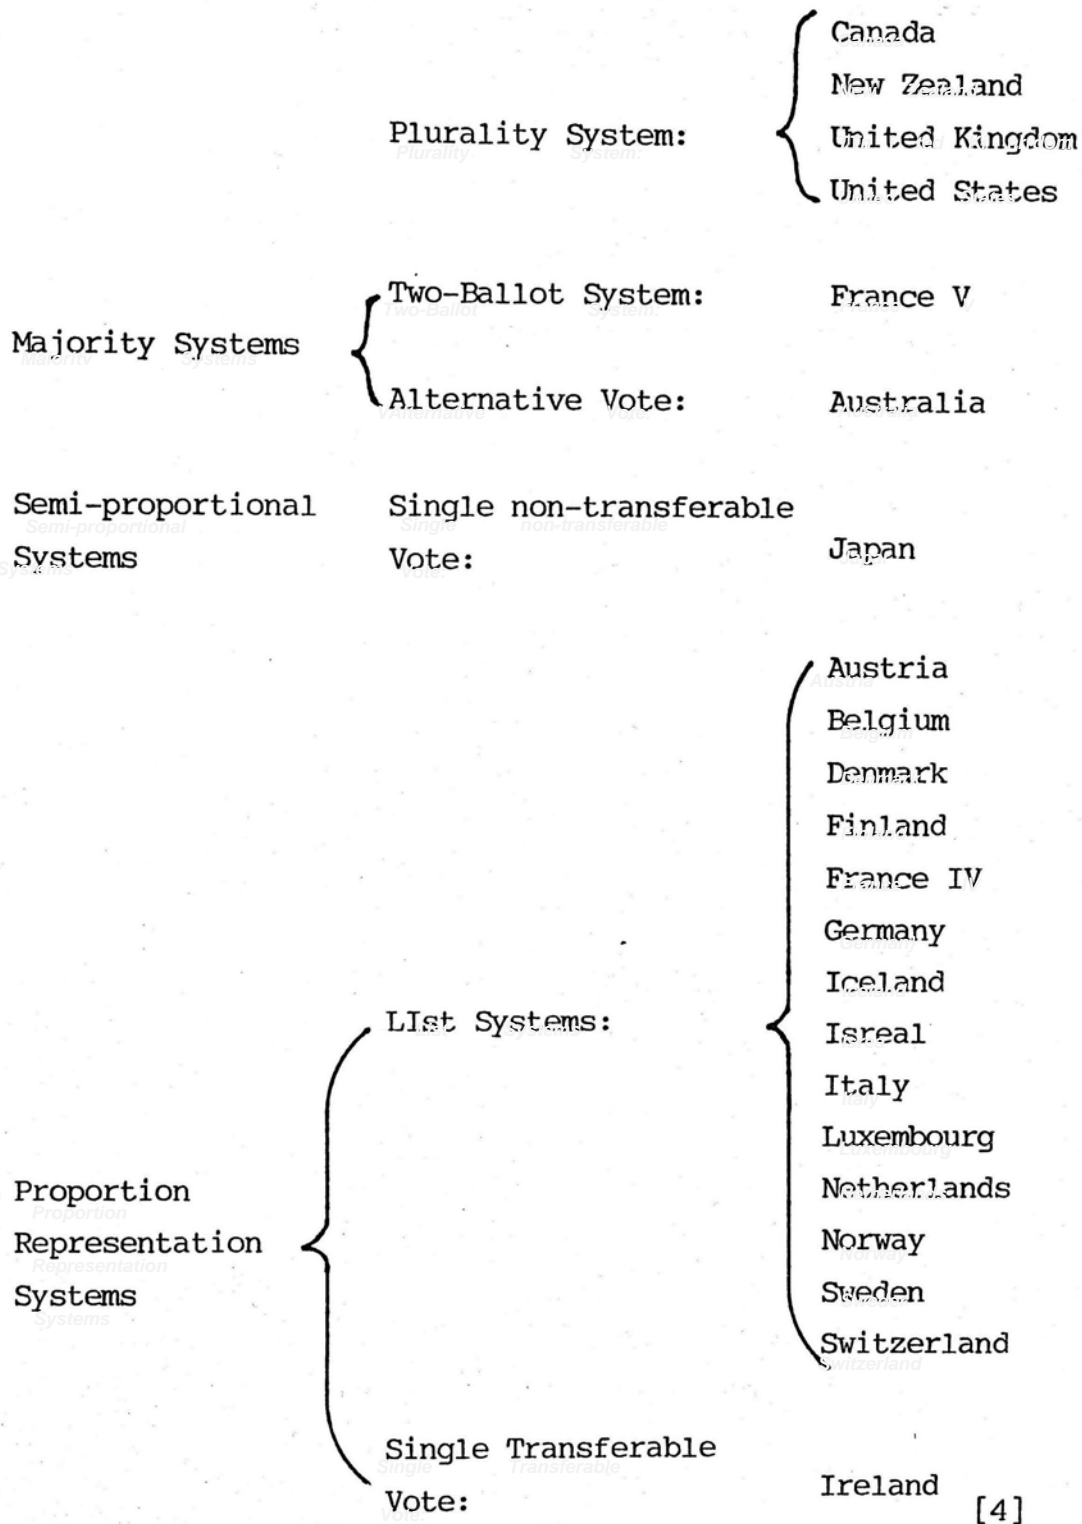 Canada
New Zealand
Plurality System: United Kingdom
United States
Two-Ballot System: France V
Majority Systems
Alternative Vote: Australia
Semi-proportional Single non-transferable
Systems Vote: Japan
Austria
Belgium
Denmark
Finland
France IV
Germany
Iceland
LIst Systems: Isreal
Italy
Luxembourg
Proportion Netherlands
Representation Norway
Systems Sweden
Switzerland
Single Transferable
Vote: Ireland [4]